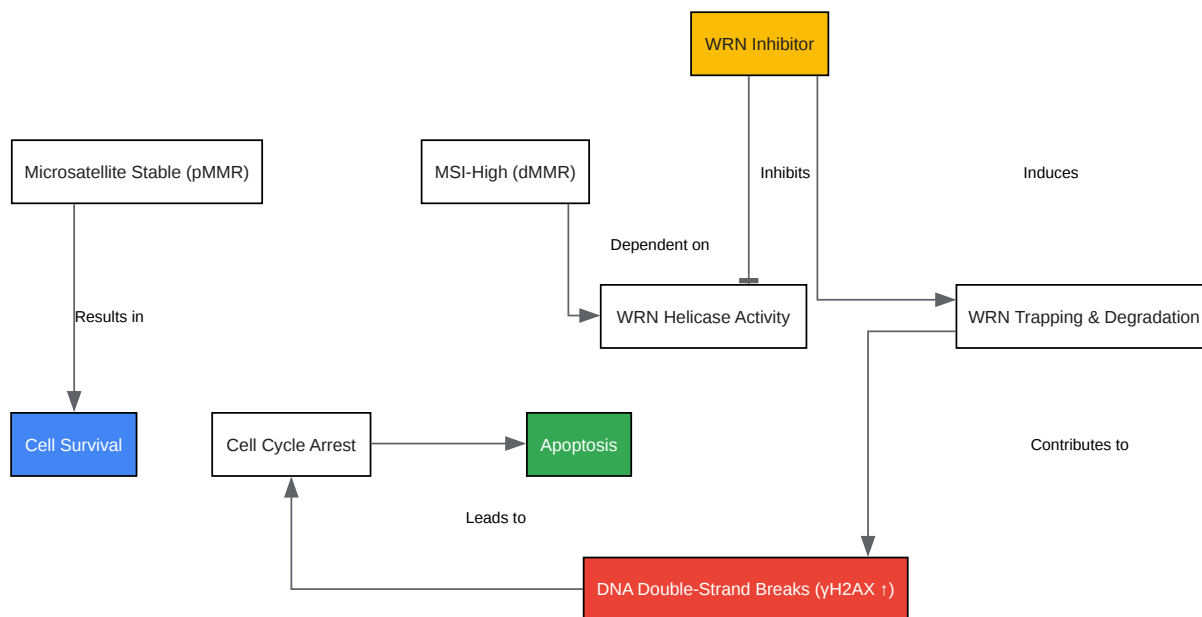 WRN Inhibitor
Microsatellite Stable (pMMR)
MSI-High (dMMR)
Inhibits
Induces
Dependent on
Results in
WRN Helicase Activity
WRN Trapping & Degradation
Cell Survival
Cell Cycle Arrest
Apoptosis
Contributes to
Leads to
DNA Double-Strand Breaks (γH2AX ↑)